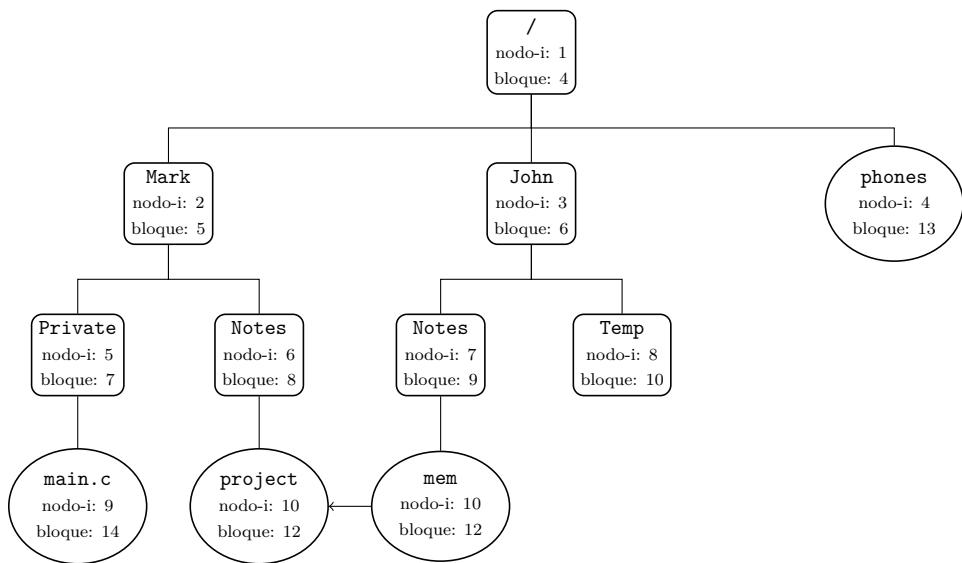 /
nodo-i: 1
bloque: 4
Mark
nodo-i: 2
bloque: 5
John
nodo-i: 3
bloque: 6
phones
nodo-i: 4
bloque: 13
Private
nodo-i: 5
bloque: 7
Notes
nodo-i: 6
bloque: 8
Notes
nodo-i: 7
bloque: 9
Temp
nodo-i: 8
bloque: 10
main.c
nodo-i: 9
bloque: 14
project
nodo-i: 10
bloque: 12
mem
nodo-i: 10
bloque: 12